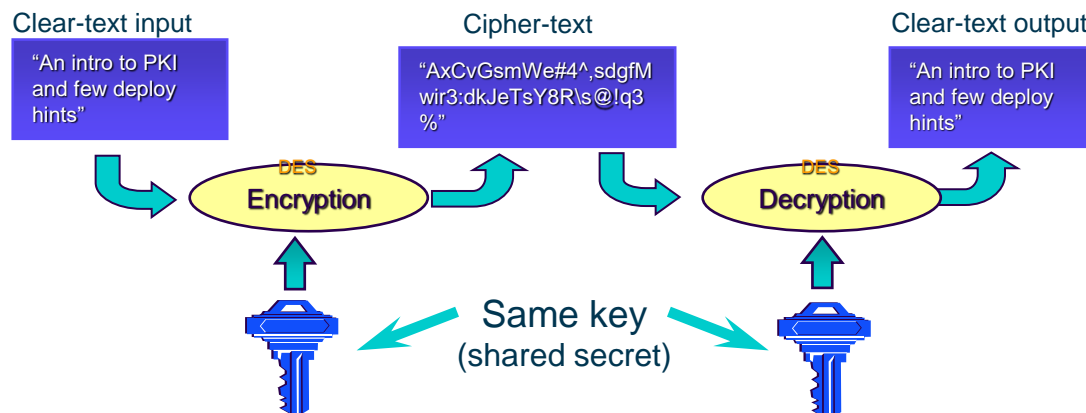 Clear-text input
Cipher-text
Clear-text output
“An intro to PKI
and few deploy
hints”
“AxCvGsmWe#4^,sdgfM
wir3:dkJeTsY8R\s@!q3
%”
“An intro to PKI
and few deploy
hints”
DES
Encryption
DES
Decryption
Same key
(shared secret)